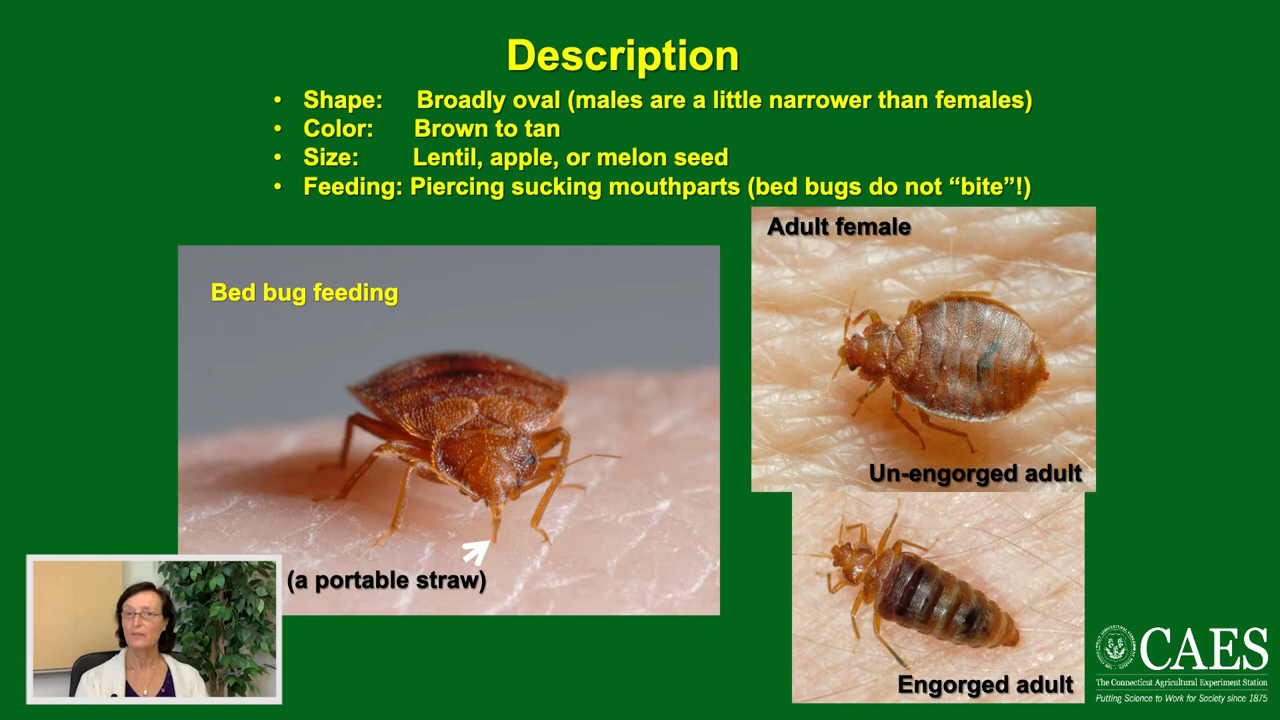 Description
• Shape: Broadly oval (males are a little narrower than females)
• Color: Brown to tan
• Size: Lentil, apple, or melon seed
• Feeding: Piercing sucking mouthparts (bed bugs do not “bite”!)
Bed bug feeding
(a portable straw)
Adult female
Un-engorged adult
Engorged adult
CAES
The Connecticut Agricultural Experiment Station
Putting Science to Work for Society since 1875